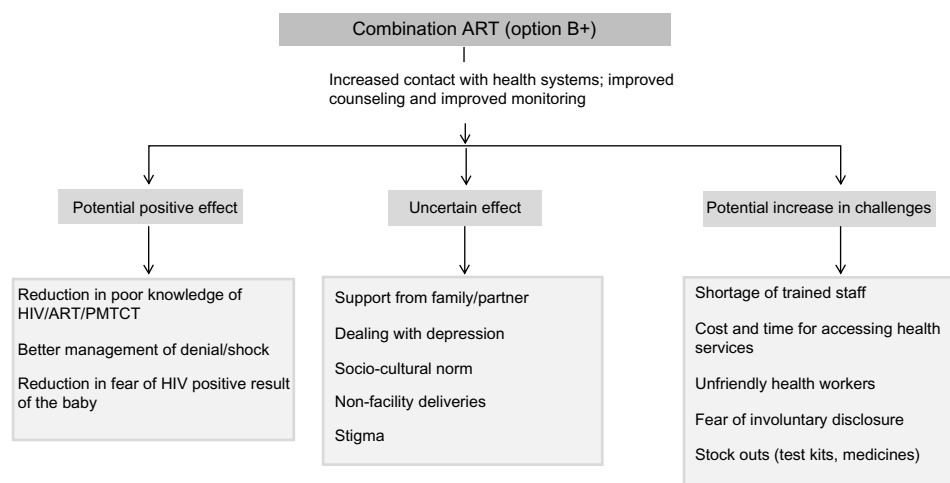 Combination ART (option B+)
Increased contact with health systems; improved
counseling and improved monitoring
Potential positive effect
Uncertain effect
Potential increase in challenges
Reduction in poor knowledge of
HIV/ART/PMTCT
Better management of denial/shock
Reduction in fear of HIV positive result
of the baby
Support from family/partner
Dealing with depression
Socio-cultural norm
Non-facility deliveries
Stigma
Shortage of trained staff
Cost and time for accessing health
services
Unfriendly health workers
Fear of involuntary disclosure
Stock outs (test kits, medicines)